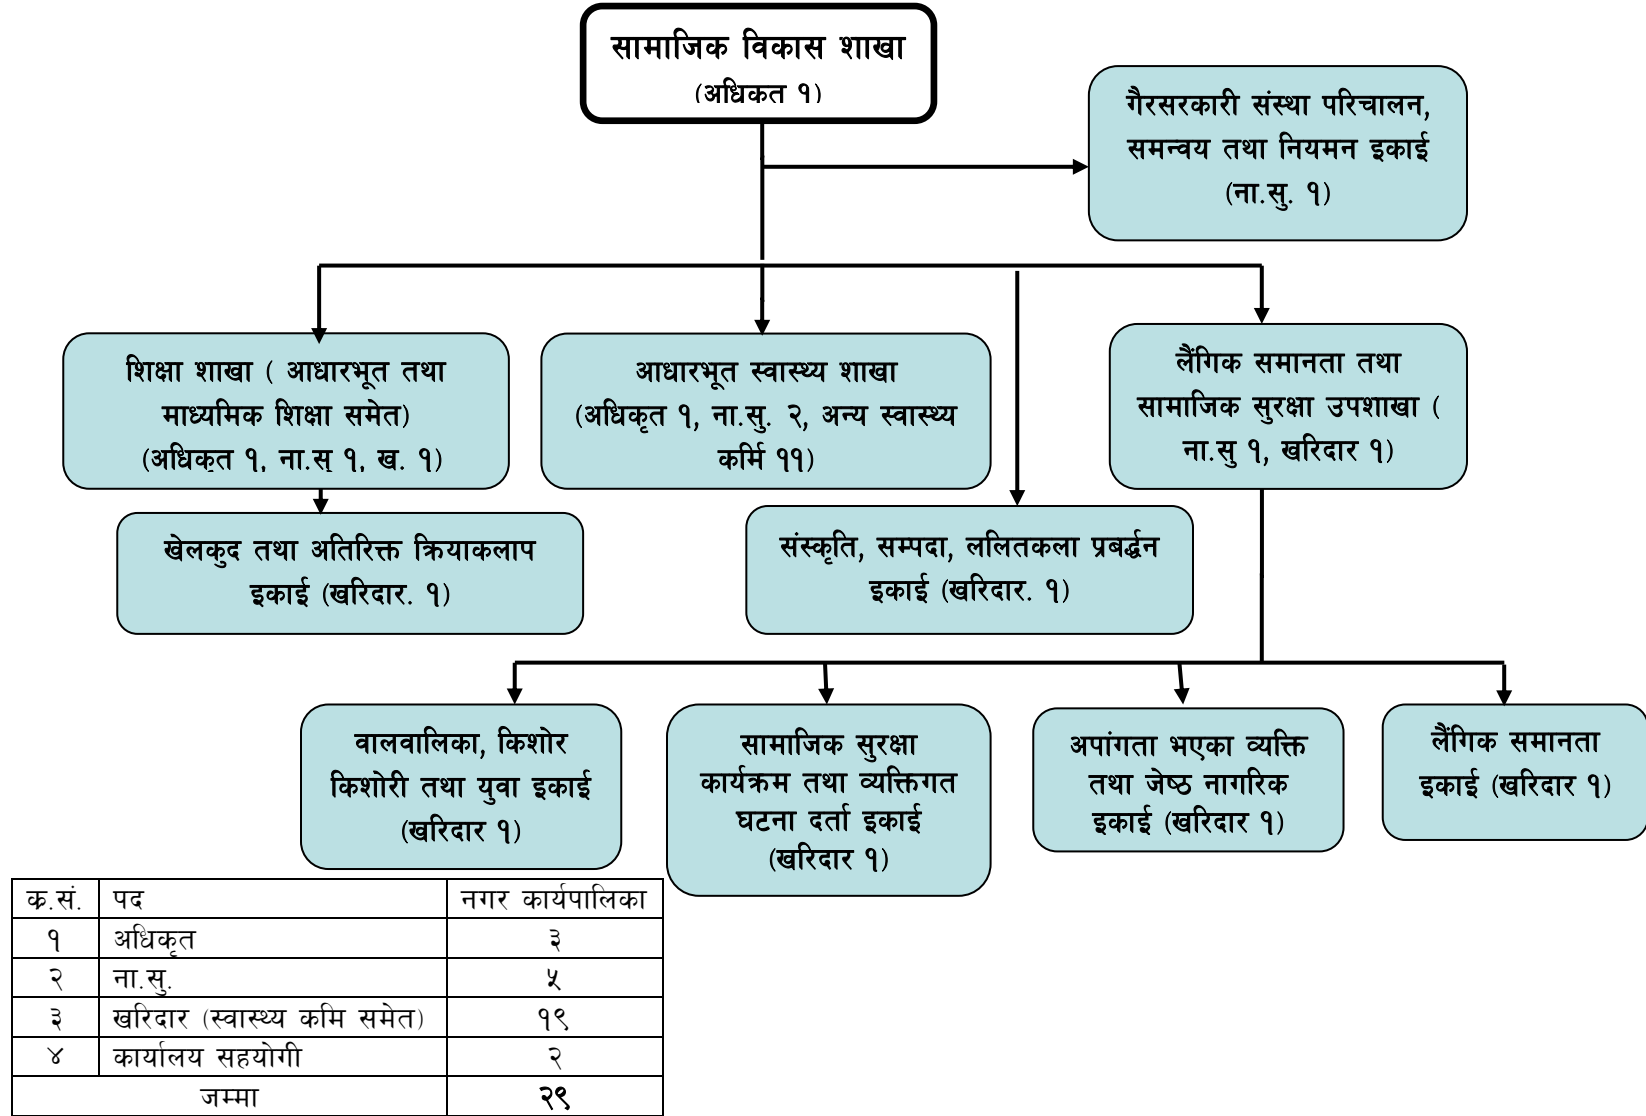 सामाजिक विकास शाखा
(अधिकत १)
गैरसरकारी संस्था परिचालन,
समन्वय तथा नियमन इकाई
(ना.सु. १)
शिक्षा शाखा ( आधारभूत तथा
माध्यमिक शिक्षा समेत)
(अधिकृत १, ना.सु १, ख. १)
आधारभूत स्वास्थ्य शाखा
(अधिकृत १, ना.सु. २, अन्य स्वास्थ्य
कर्मि ११)
लैंगिक समानता तथा
सामाजिक सुरक्षा उपशाखा (
ना.सु १, खरिदार १)
खेलकुद तथा अतिरिक्त क्रियाकलाप
इकाई (खरिदार. १)
संस्कृति, सम्पदा, ललितकला प्रबर्द्धन
इकाई (खरिदार. १)
वालवालिका, किशोर
किशोरी तथा युवा इकाई
(खरिदार १)
सामाजिक सुरक्षा
कार्यक्रम तथा व्यक्तिगत
घटना दर्ता इकाई
(खरिदार १)
अपांगता भएका व्यक्ति
तथा जेष्ठ नागरिक
इकाई (खरिदार १)
लैंगिक समानता
इकाई (खरिदार १)
क्र.सं. पद नगर कार्यपालिका
१ अधिकृत ३
२ ना.सु. ५
३ खरिदार (स्वास्थ्य कमि समेत) १९
४ कार्यालय सहयोगी २
जम्मा २९